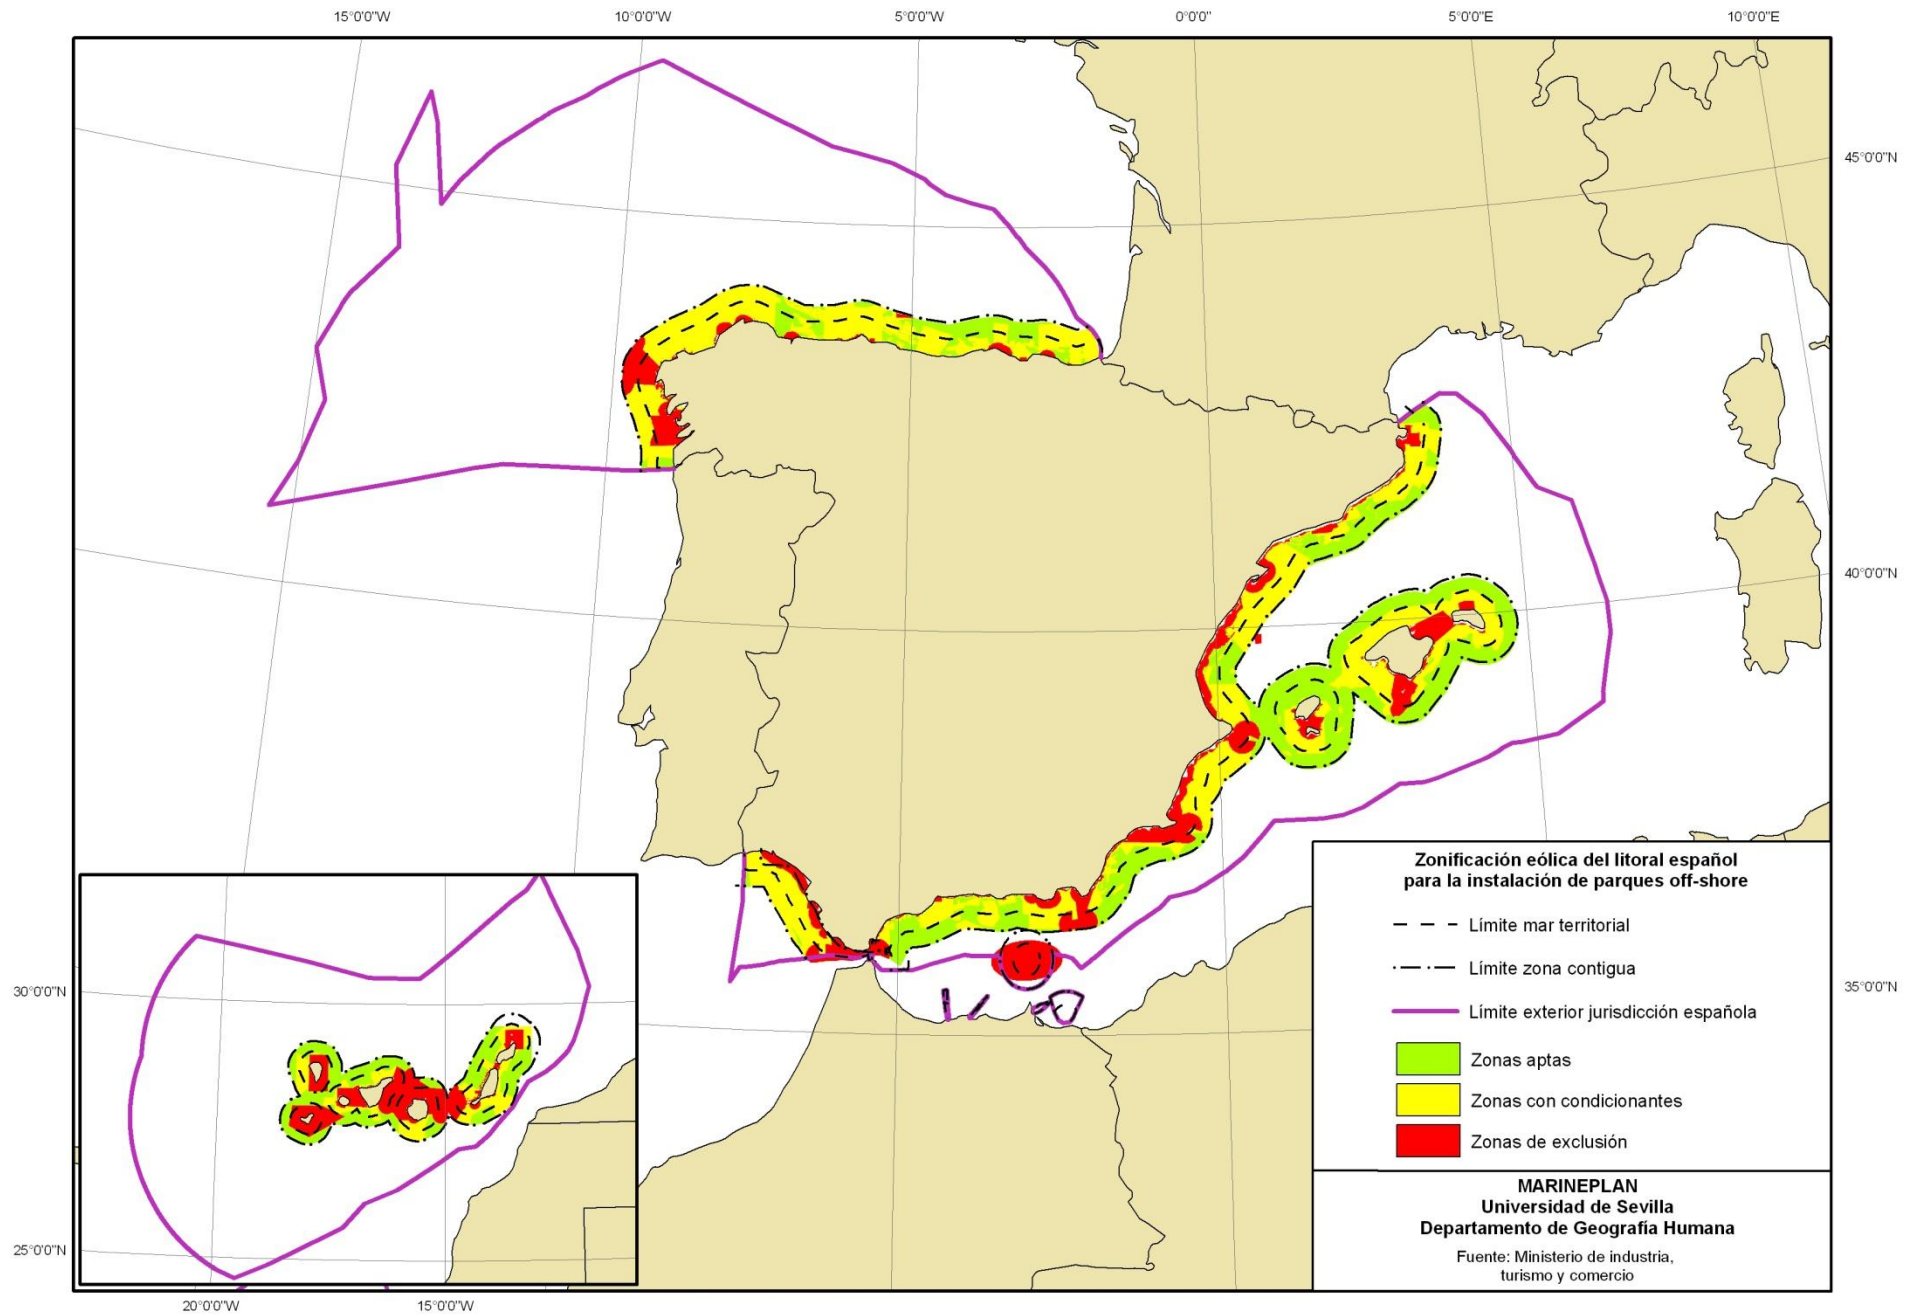 15°0'0"W 10°0'0"W 5°0'0"W 0°0'0" 5°0'0"E 10°0'0"E
45°0'0"N
40°0'0"N
35°0'0"N
30°0'0"N
25°0'0"N
20°0'0"W 15°0'0"W
Zonificación eólica del litoral español
para la instalación de parques off-shore
Límite mar territorial
Límite zona contigua
Límite exterior jurisdicción española
Zonas aptas
Zonas con condicionantes
Zonas de exclusión
MARINEPLAN
Universidad de Sevilla
Departamento de Geografía Humana
Fuente: Ministerio de industria,
turismo y comercio